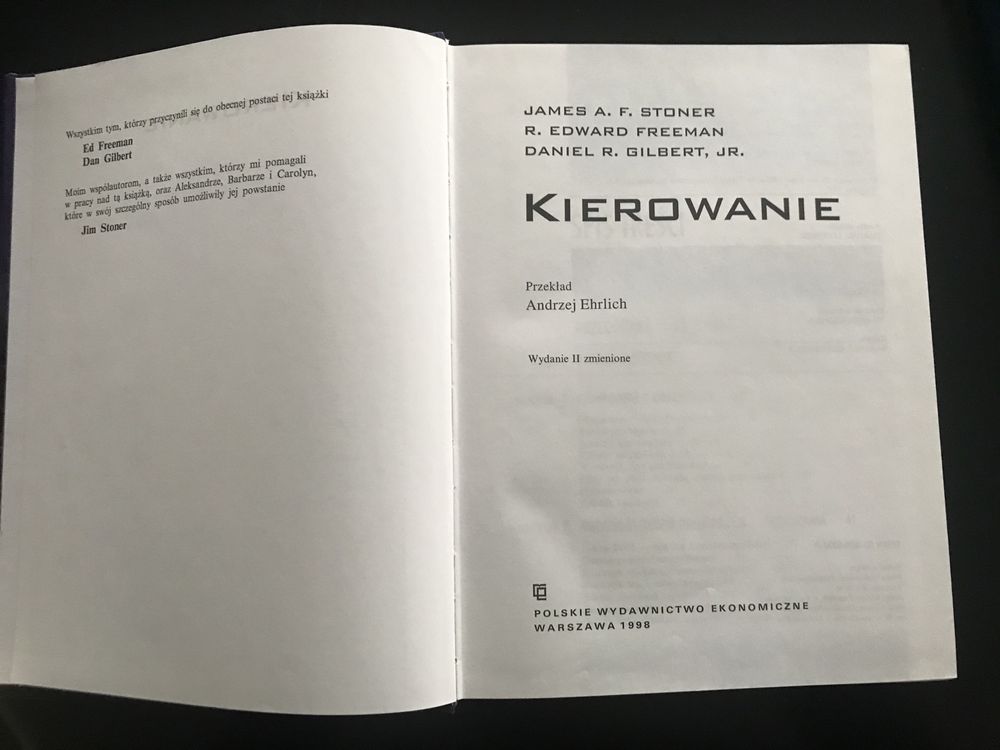 Wszystkim tym, którzy przyczynili się do obecnej postaci tej książki
Ed Freeman
Dan Gilbert
Moim współautorom, a także wszystkim, którzy mi pomagali
w pracy nad tą książką, oraz Aleksandrze, Barbarze i Carolyn,
które w swój szczególny sposób umożliwiły jej powstanie
Jim Stoner
JAMES A. F. STONER
R. EDWARD FREEMAN
DANIEL R. GILBERT, JR.
KIEROWANIE
Przekład
Andrzej Ehrlich
Wydanie II zmienione
POLSKIE WYDAWNICTWO EKONOMICZNE
WARSZAWA 1998